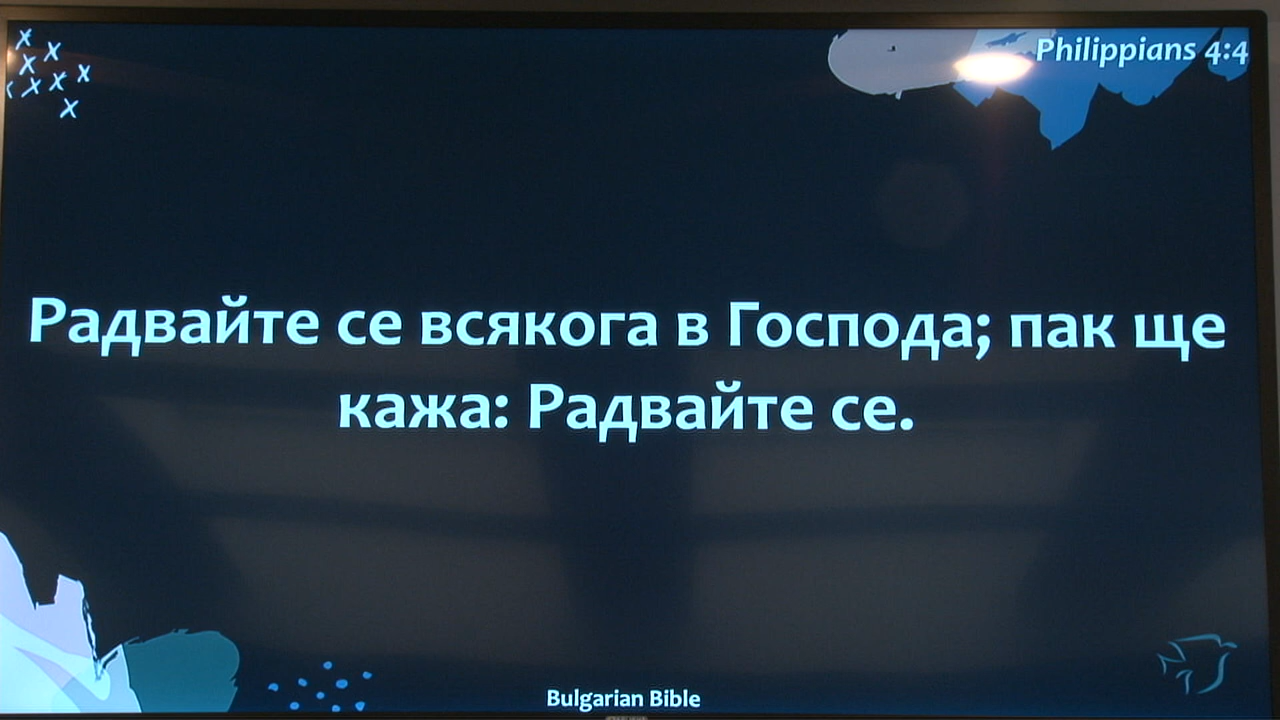 Philippians 4:4
Радвайте се всякога в Господа; пак ще
кажа: Радвайте се.
Bulgarian Bible